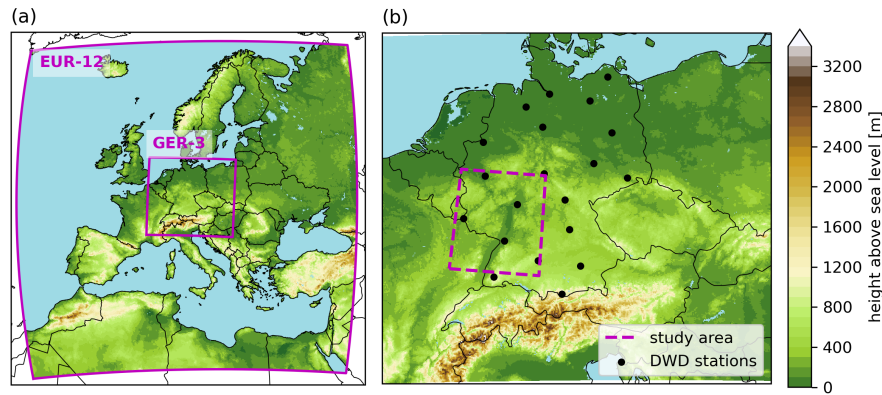 (a)
EUR-12
GER-3
(b)
study area
DWD stations
3200
2800
2400
2000
1600
1200
800
400
0
height above sea level [m]